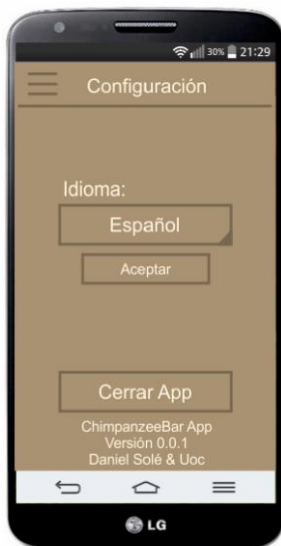 30% 21:29
Configuración
Idioma:
Español
Aceptar
Cerrar App
ChimpanzeeBar App
Versión 0.0.1
Daniel Solé & Uoc
LG